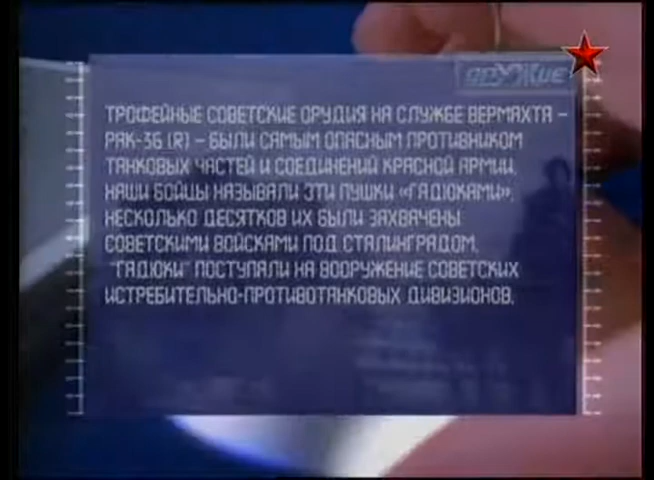 оружие
ТРОФЕЙНЫЕ СОВЕТСКИЕ ОРУДИЯ НА СЛУЖБЕ ВЕРМАХТА –
РАК-36 (R) – БЫЛИ САМЫМ ОПАСНЫМ ПРОТИВНИКОМ
ТАНКОВЫХ ЧАСТЕЙ И СОЕДИНЕНИЙ КРАСНОЙ АРМИИ.
НАШИ БОЙЦЫ НАЗЫВАЛИ ЭТИ ПУШКИ «ГАДЮКАМИ».
НЕСКОЛЬКО ДЕСЯТКОВ ИХ БЫЛИ ЗАХВАЧЕНЫ
СОВЕТСКИМИ ВОЙСКАМИ ПОД СТАЛИНГРАДОМ.
"ГАДЮКИ" ПОСТУПАЛИ НА ВООРУЖЕНИЕ СОВЕТСКИХ
ИСТРЕБИТЕЛЬНО-ПРОТИВОТАНКОВЫХ ДИВИЗИОНОВ.